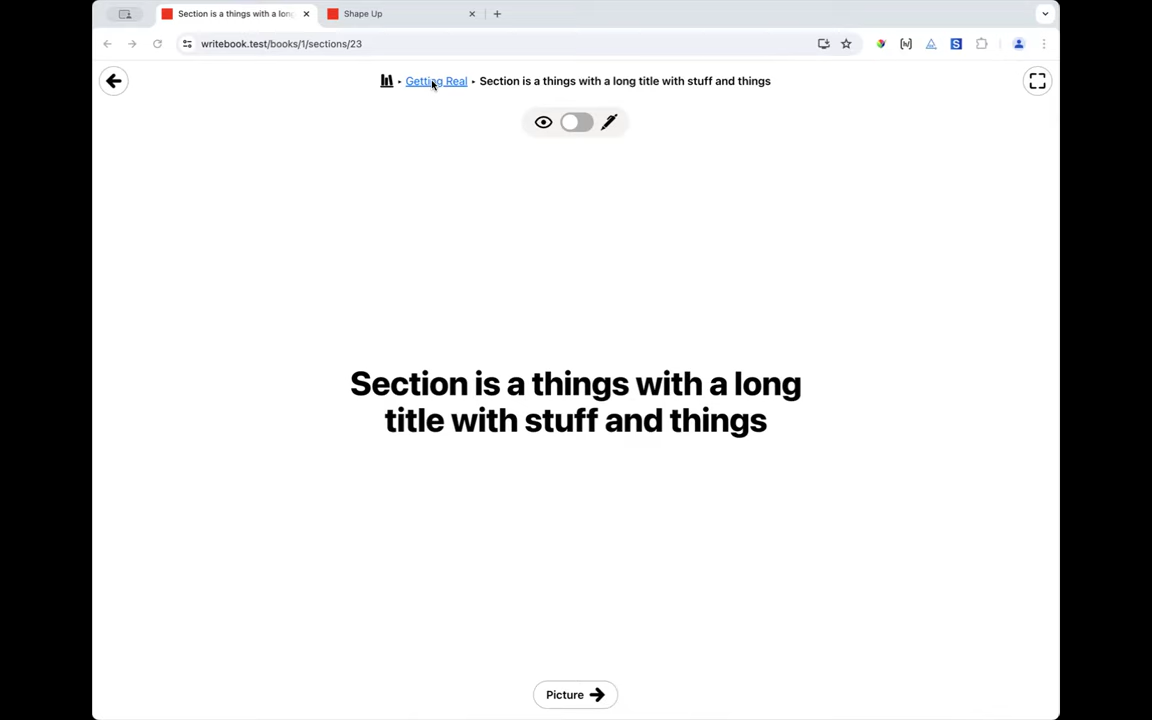 Section is a things with a long
Shape Up
writebook.test/books/1/sections/23
Getting Real ▸ Section is a things with a long title with stuff and things
Section is a things with a long
title with stuff and things
Picture